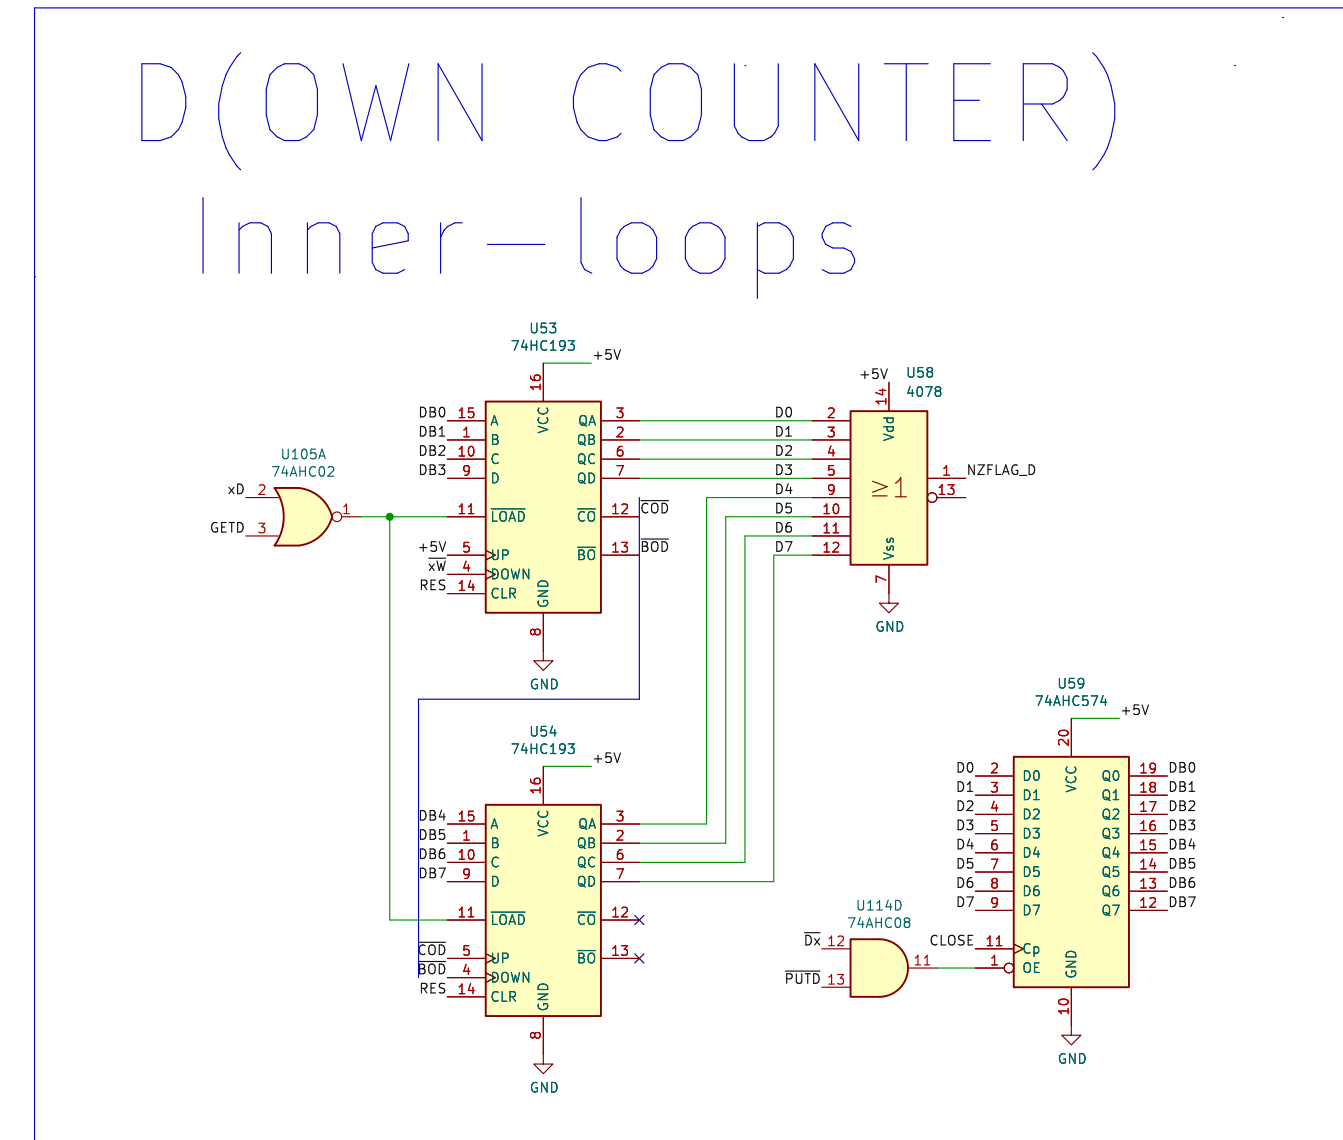 D(OWN COUNTER)
Inner-loops
U53
74HC193
+5V
16
VCC
DB0 15 A QA 3
DB1 1 B QB 2
DB2 10 C QC 6
DB3 9 D QD 7
11 LOAD CO 12 COD
+5V 5 UP BO 13 BOD
xW 4 DOWN
RES 14 CLR
GND
8
GND
U105A
74AHC02
xD 2
1
GETD 3
U58
4078
+5V
14
Vdd
D0 2
D1 3
D2 4
D3 5
D4 9
D5 10
D6 11
D7 12
≥1
1 NZFLAG_D
13
Vss
7
GND
U54
74HC193
+5V
16
VCC
DB4 15 A QA 3
DB5 1 B QB 2
DB6 10 C QC 6
DB7 9 D QD 7
11 LOAD CO 12
COD 5 UP BO 13
BOD 4 DOWN
RES 14 CLR
GND
8
GND
U59
74AHC574
+5V
20
VCC
D0 2 D0 Q0 19 DB0
D1 3 D1 Q1 18 DB1
D2 4 D2 Q2 17 DB2
D3 5 D3 Q3 16 DB3
D4 6 D4 Q4 15 DB4
D5 7 D5 Q5 14 DB5
D6 8 D6 Q6 13 DB6
D7 9 D7 Q7 12 DB7
CLOSE 11 Cp
1 OE
GND
10
GND
U114D
74AHC08
Dx 12
11
PUTD 13